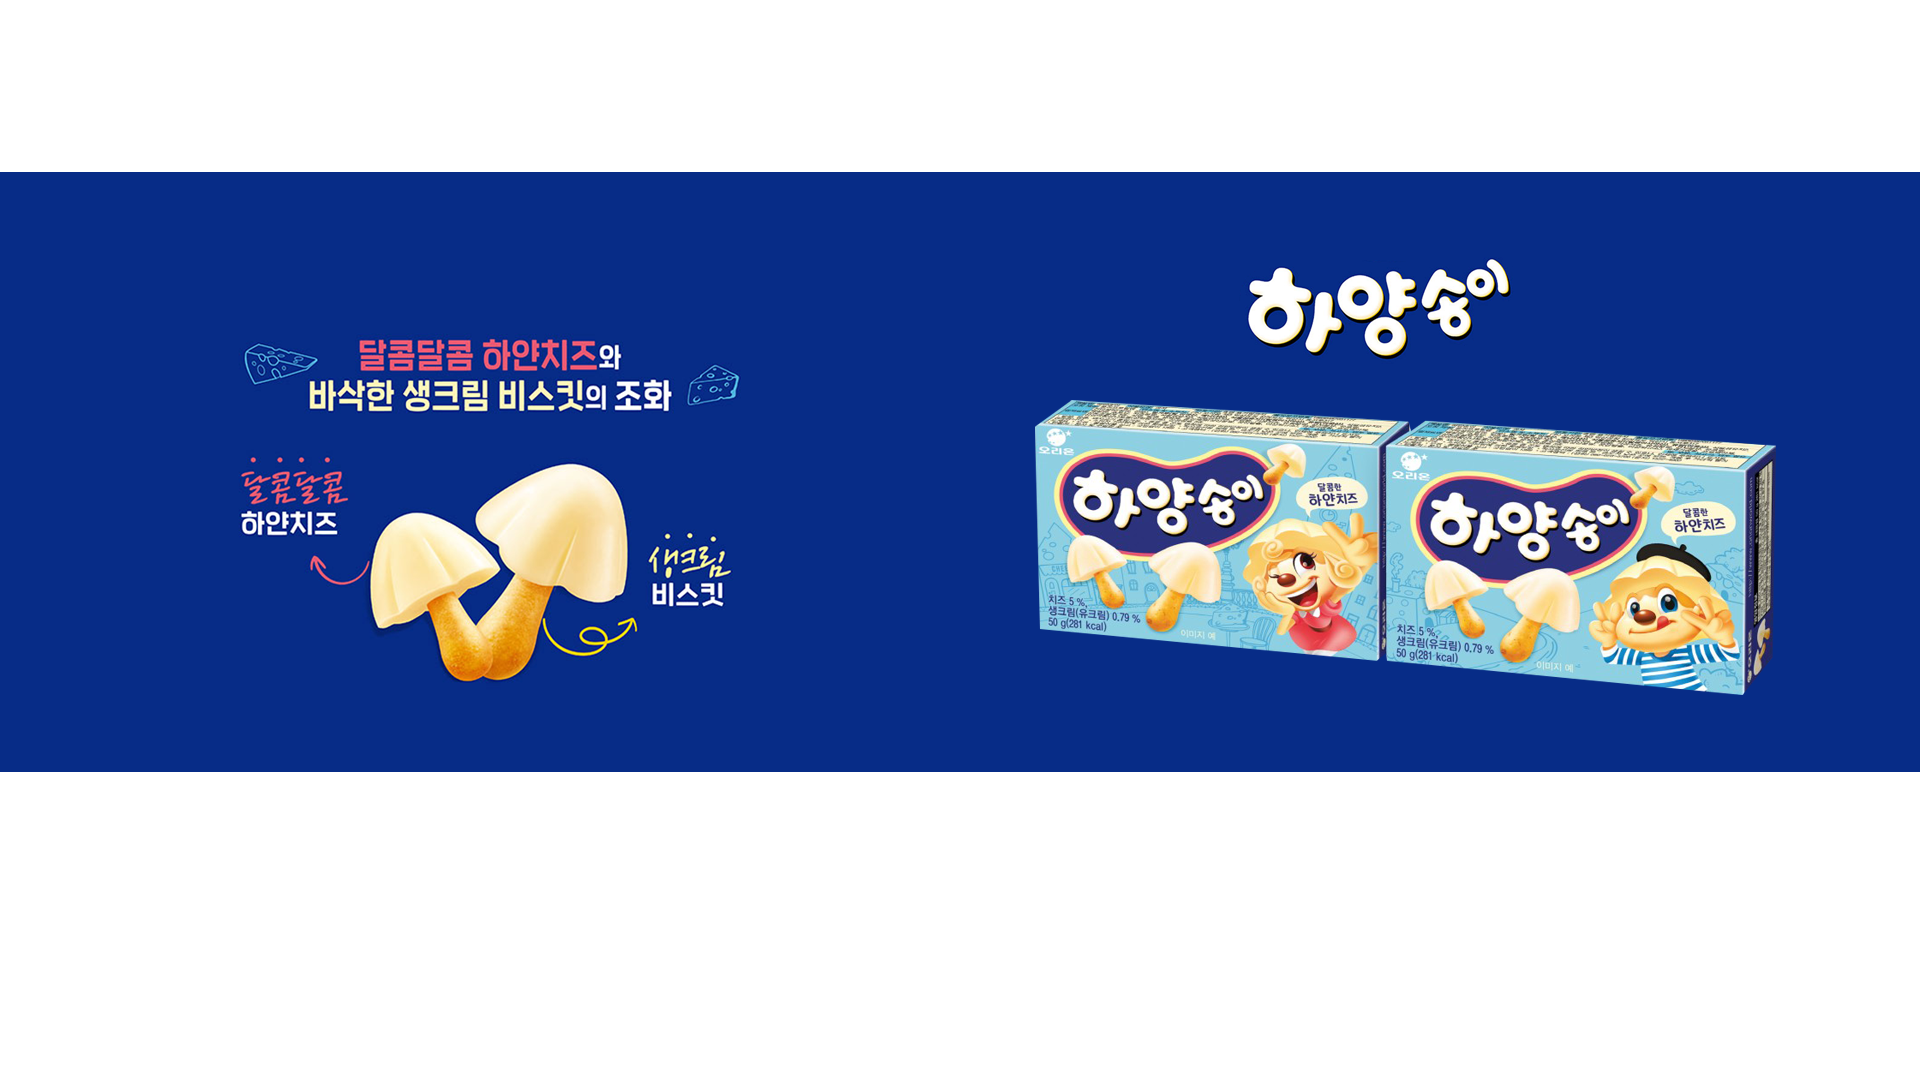 달콤달콤 하얀치즈와
바삭한 생크림 비스킷의 조화
달콤달콤
하얀치즈
생크림
비스킷
하양송이
오리온
하양송이
달콤한
하얀치즈
치즈 5 %,
생크림(유크림) 0.79 %
50 g(281 kcal)
이미지 예
오리온
하양송이
달콤한
하얀치즈
치즈 5 %,
생크림(유크림) 0.79 %
50 g(281 kcal)
이미지 예